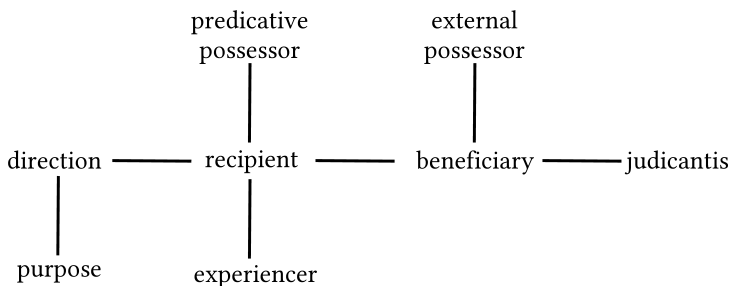 predicative
possessor
external
possessor
direction
recipient
beneficiary
judicantis
purpose
experiencer